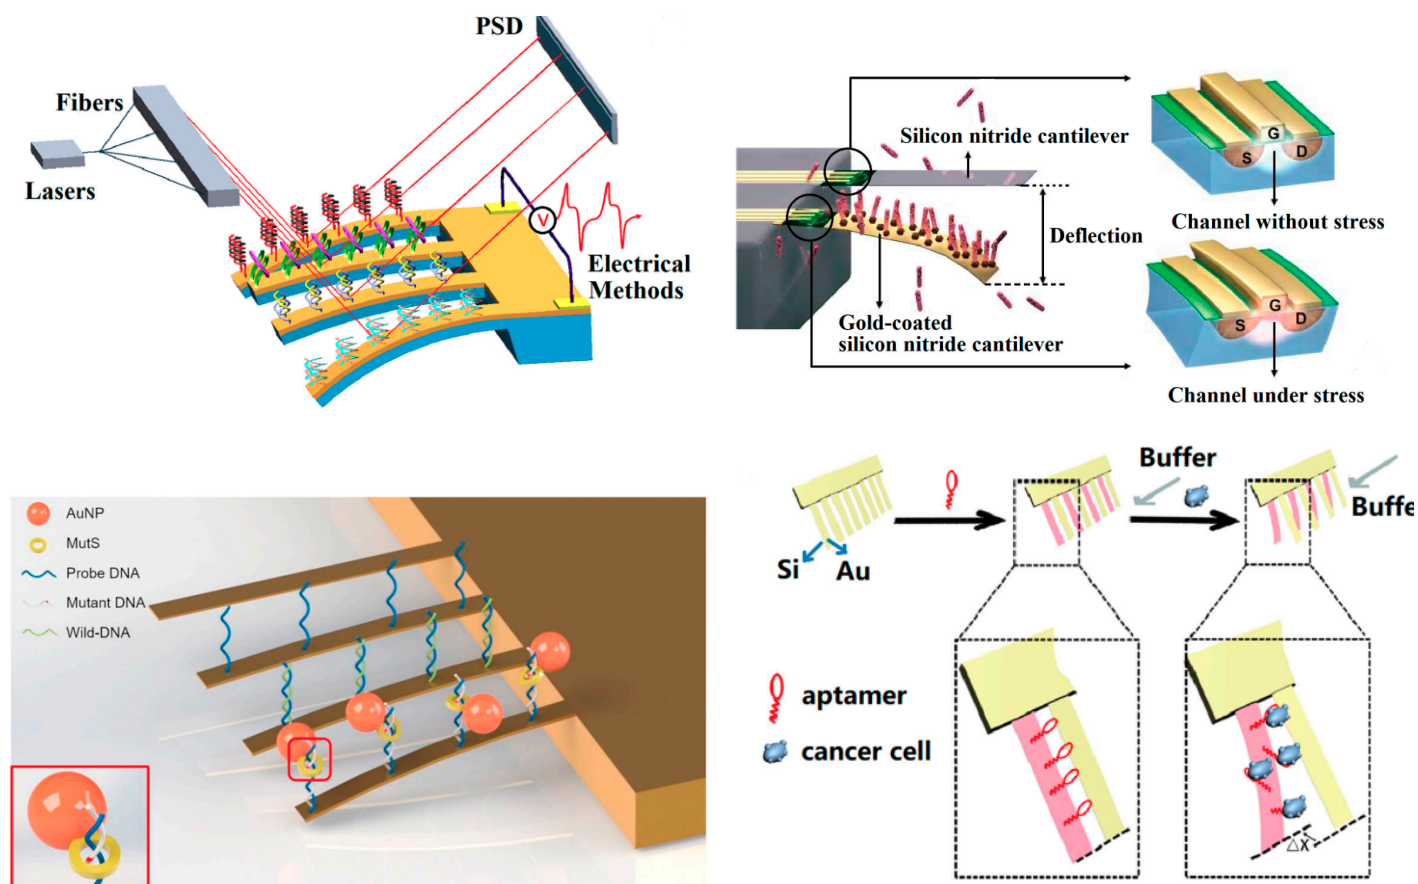 PSD
Fibers
Lasers
V
Electrical
Methods
Silicon nitride cantilever
Deflection
Gold-coated
silicon nitride cantilever
G
S
D
Channel without stress
G
S
D
Channel under stress
AuNP
MutS
Probe DNA
Mutant DNA
Wild-DNA
Buffer
Buffe
Si
Au
aptamer
cancer cell
△X